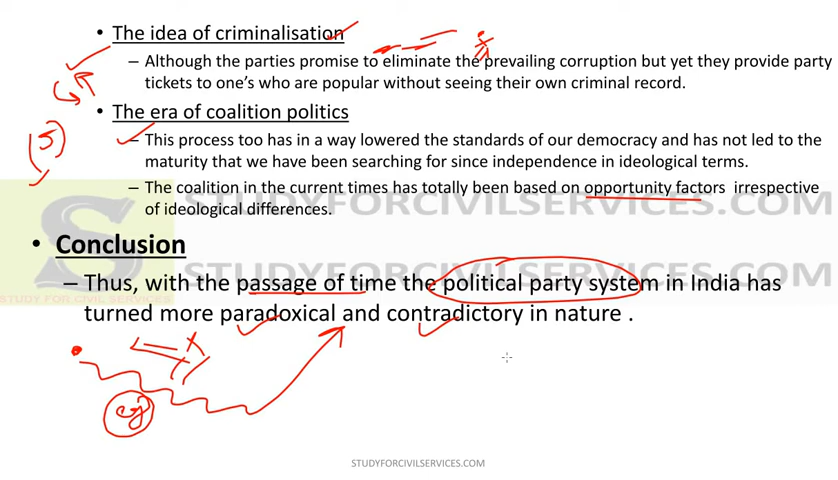 • The idea of criminalisation
– Although the parties promise to eliminate the prevailing corruption but yet they provide party
tickets to one's who are popular without seeing their own criminal record.
• The era of coalition politics
– This process too has in a way lowered the standards of our democracy and has not led to the
maturity that we have been searching for since independence in ideological terms.
– The coalition in the current times has totally been based on opportunity factors irrespective
of ideological differences.
(5)
STUDYFORCIVILSERVICES.COM
• Conclusion
– Thus, with the passage of time the political party system in India has
turned more paradoxical and contradictory in nature .
STUDYFORCIVILSERVICES.COM
S
STUDY FOR CIVIL SERVICES
STUDYFORCIVILSERVICES.COM